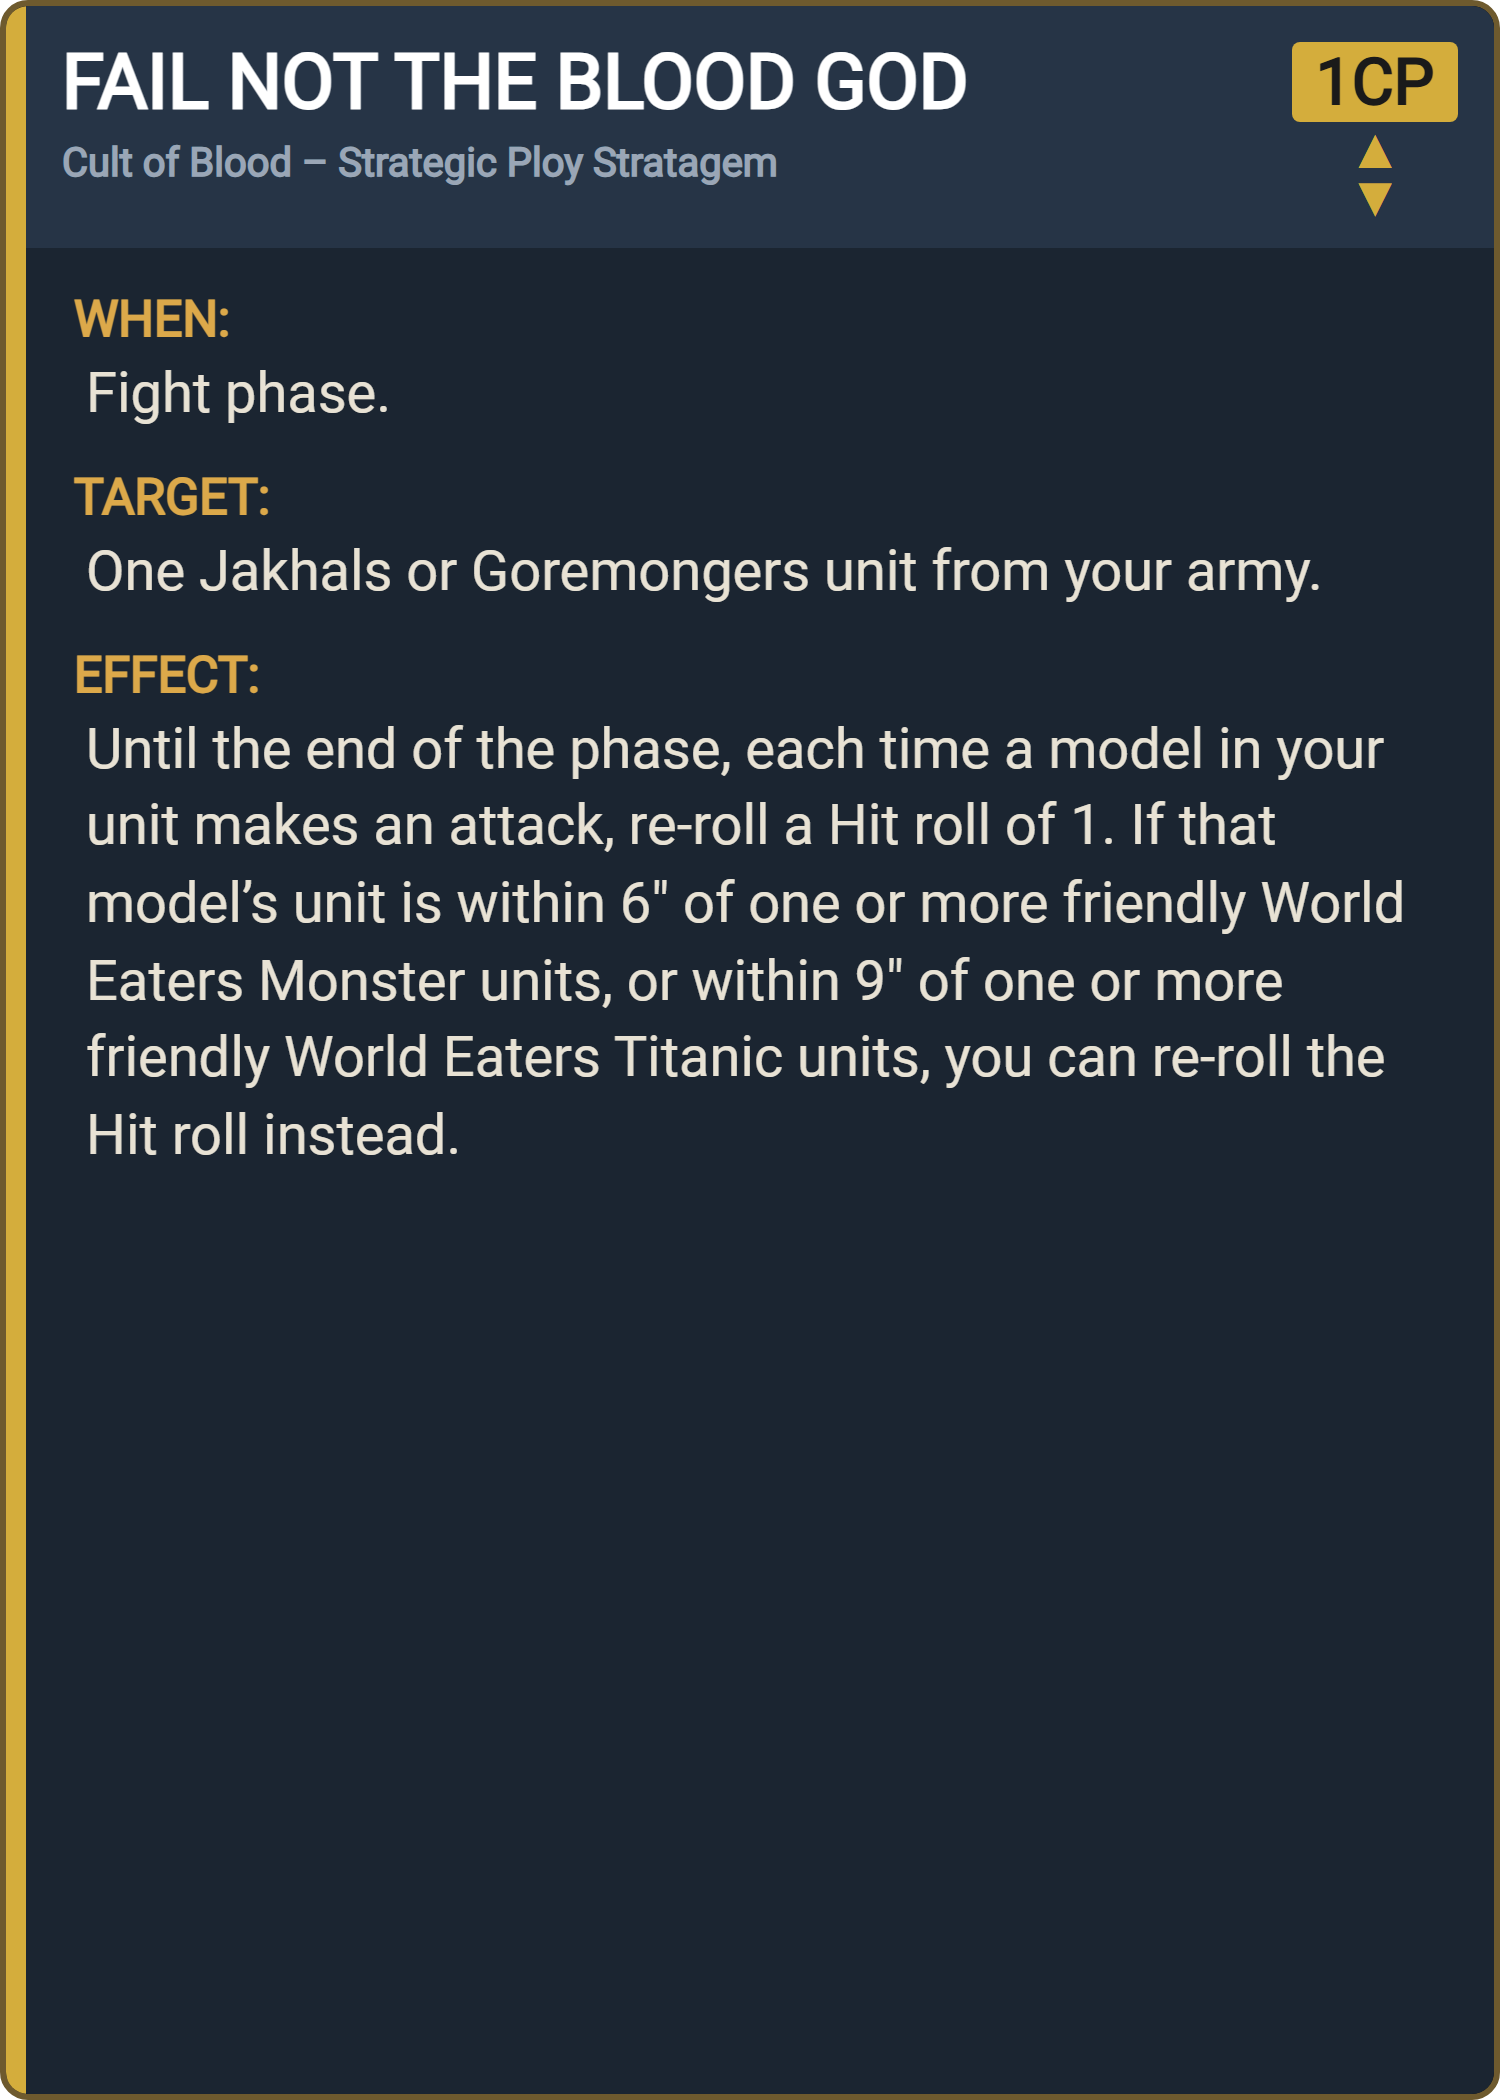 FAIL NOT THE BLOOD GOD
1CP
Cult of Blood – Strategic Ploy Stratagem
▲
▼
WHEN:
Fight phase.
TARGET:
One Jakhals or Goremongers unit from your army.
EFFECT:
Until the end of the phase, each time a model in your
unit makes an attack, re-roll a Hit roll of 1. If that
model’s unit is within 6" of one or more friendly World
Eaters Monster units, or within 9" of one or more
friendly World Eaters Titanic units, you can re-roll the
Hit roll instead.